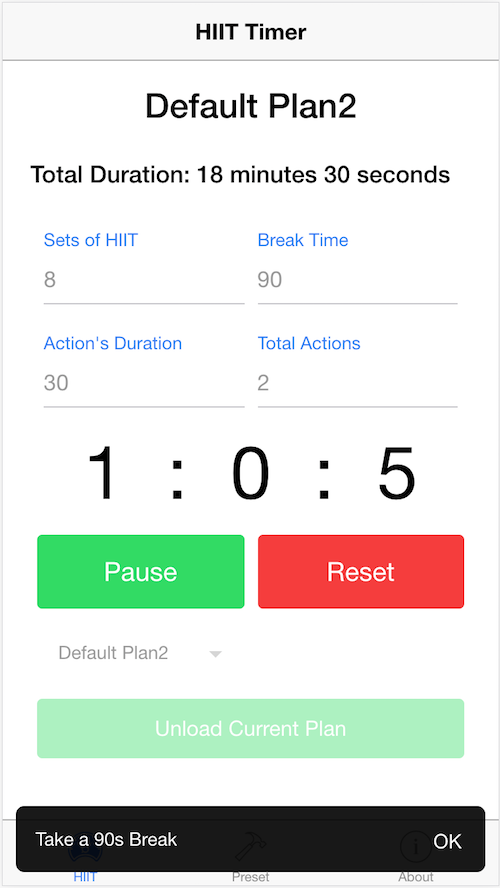 HIIT Timer
Default Plan2
Total Duration: 18 minutes 30 seconds
Sets of HIIT
Break Time
8
90
Action's Duration
Total Actions
30
2
1 : 0 : 5
Pause
Reset
Default Plan2
Unload Current Plan
Take a 90s Break
OK
HIIT
Preset
About